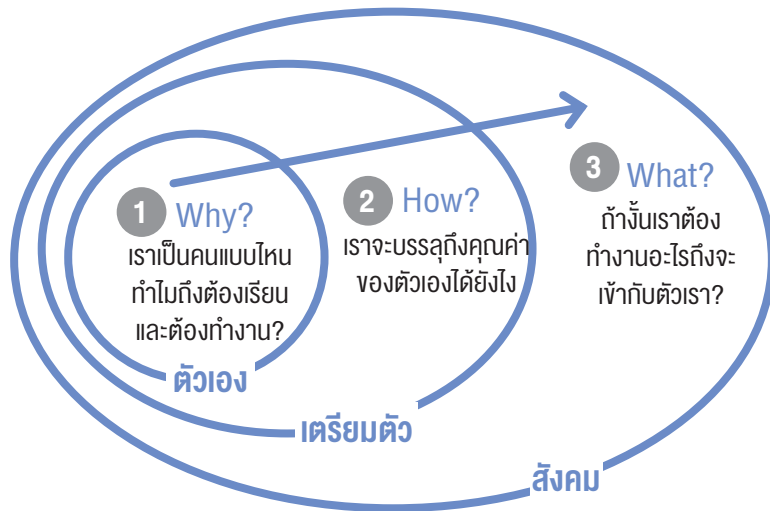 1 Why?
เราเป็นคนแบบไหน
ทำไมถึงต้องเรียน
และต้องทำงาน?
ตัวเอง
2 How?
เราจะบรรลุถึงคุณค่า
ของตัวเองได้ยังไง
เตรียมตัว
3 What?
ถ้างั้นเราต้อง
ทำงานอะไรถึงจะ
เข้ากับตัวเรา?
สังคม